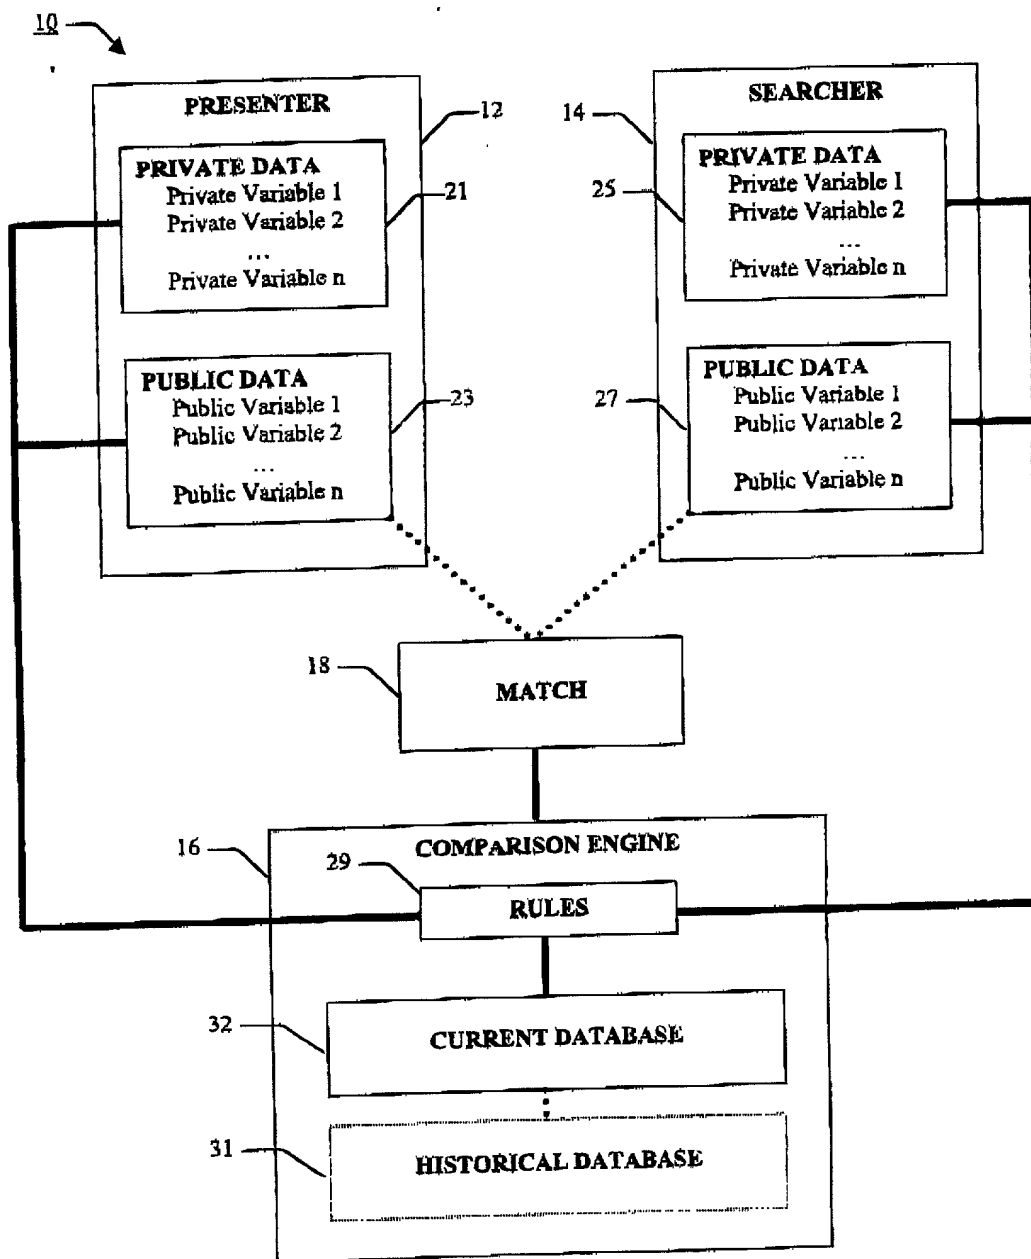 10
PRESENTER
12
PRIVATE DATA
Private Variable 1
Private Variable 2
...
Private Variable n
21
PUBLIC DATA
Public Variable 1
Public Variable 2
...
Public Variable n
23
SEARCHER
14
PRIVATE DATA
Private Variable 1
Private Variable 2
...
Private Variable n
25
PUBLIC DATA
Public Variable 1
Public Variable 2
...
Public Variable n
27
18
MATCH
16
COMPARISON ENGINE
29
RULES
32
CURRENT DATABASE
31
HISTORICAL DATABASE